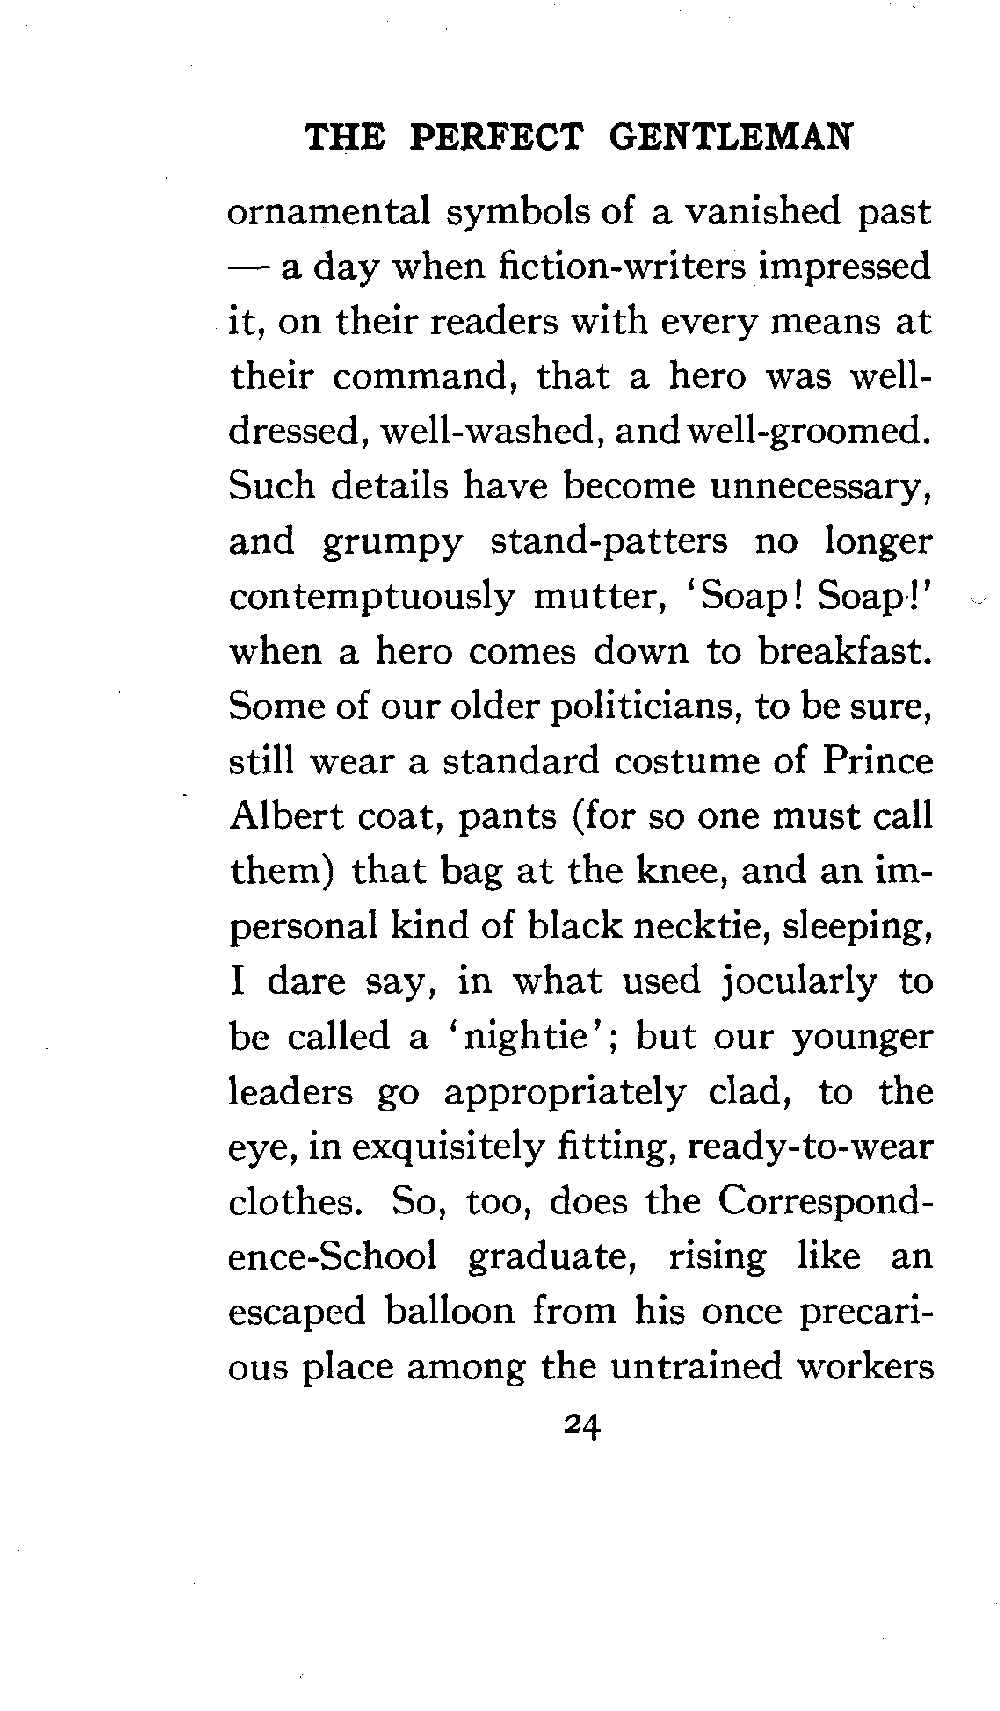 THE PERFECT GENTLEMAN
ornamental symbols of a vanished past
— a day when fiction-writers impressed
it, on their readers with every means at
their command, that a hero was well-
dressed, well-washed, and well-groomed.
Such details have become unnecessary,
and grumpy stand-patters no longer
contemptuously mutter, 'Soap! Soap!'
when a hero comes down to breakfast.
Some of our older politicians, to be sure,
still wear a standard costume of Prince
Albert coat, pants (for so one must call
them) that bag at the knee, and an im-
personal kind of black necktie, sleeping,
I dare say, in what used jocularly to
be called a 'nightie'; but our younger
leaders go appropriately clad, to the
eye, in exquisitely fitting, ready-to-wear
clothes. So, too, does the Correspond-
ence-School graduate, rising like an
escaped balloon from his once precari-
ous place among the untrained workers
24